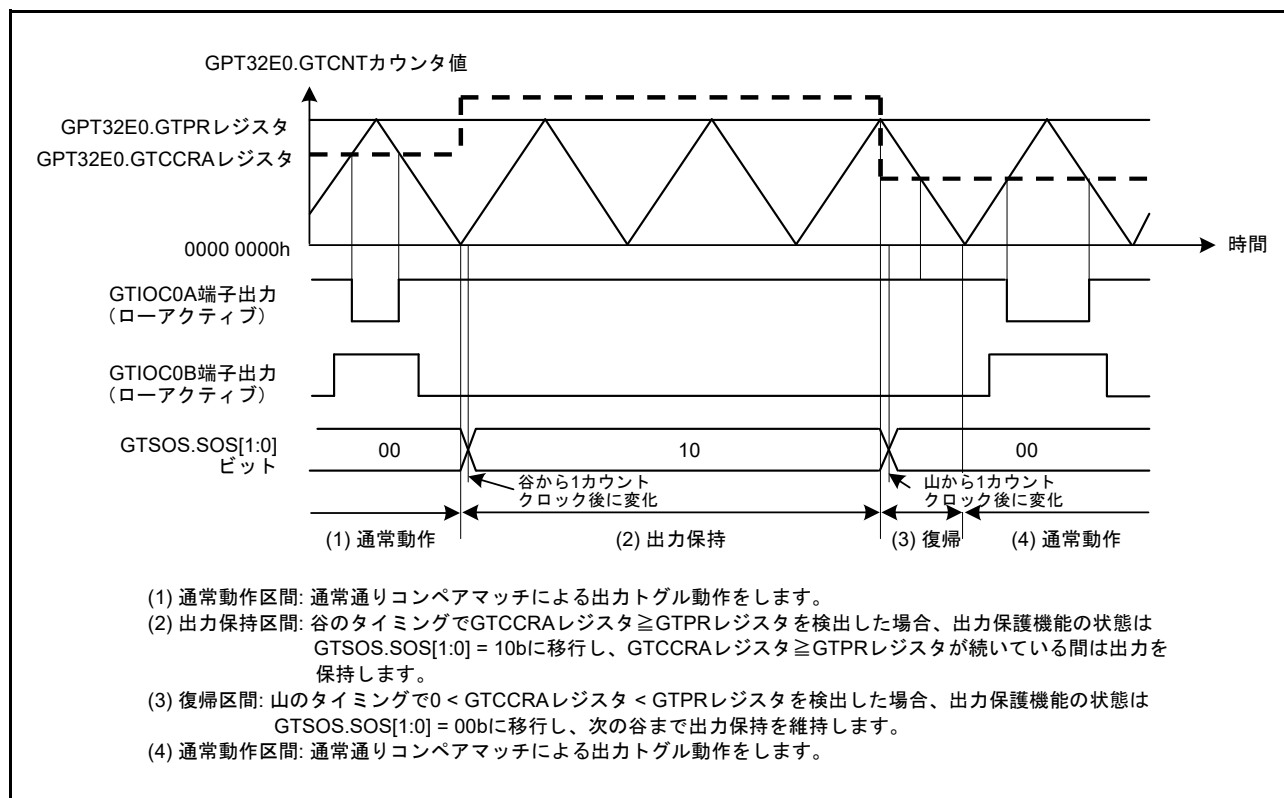 GPT32E0.GTCNTカウンタ値
GPT32E0.GTPRレジスタ
GPT32E0.GTCCRAレジスタ
0000 0000h
時間
GTIOC0A端子出力
(ローアクティブ)
GTIOC0B端子出力
(ローアクティブ)
GTSOS.SOS[1:0]
ビット
00
10
00
谷から1カウント
クロック後に変化
山から1カウント
クロック後に変化
(1) 通常動作
(2) 出力保持
(3) 復帰
(4) 通常動作
(1) 通常動作区間: 通常通りコンペアマッチによる出力トグル動作をします。
(2) 出力保持区間: 谷のタイミングでGTCCRAレジスタ≧GTPRレジスタを検出した場合、出力保護機能の状態は
GTSOS.SOS[1:0] = 10bに移行し、GTCCRAレジスタ≧GTPRレジスタが続いている間は出力を
保持します。
(3) 復帰区間: 山のタイミングで0 < GTCCRAレジスタ < GTPRレジスタを検出した場合、出力保護機能の状態は
GTSOS.SOS[1:0] = 00bに移行し、次の谷まで出力保持を維持します。
(4) 通常動作区間: 通常通りコンペアマッチによる出力トグル動作をします。